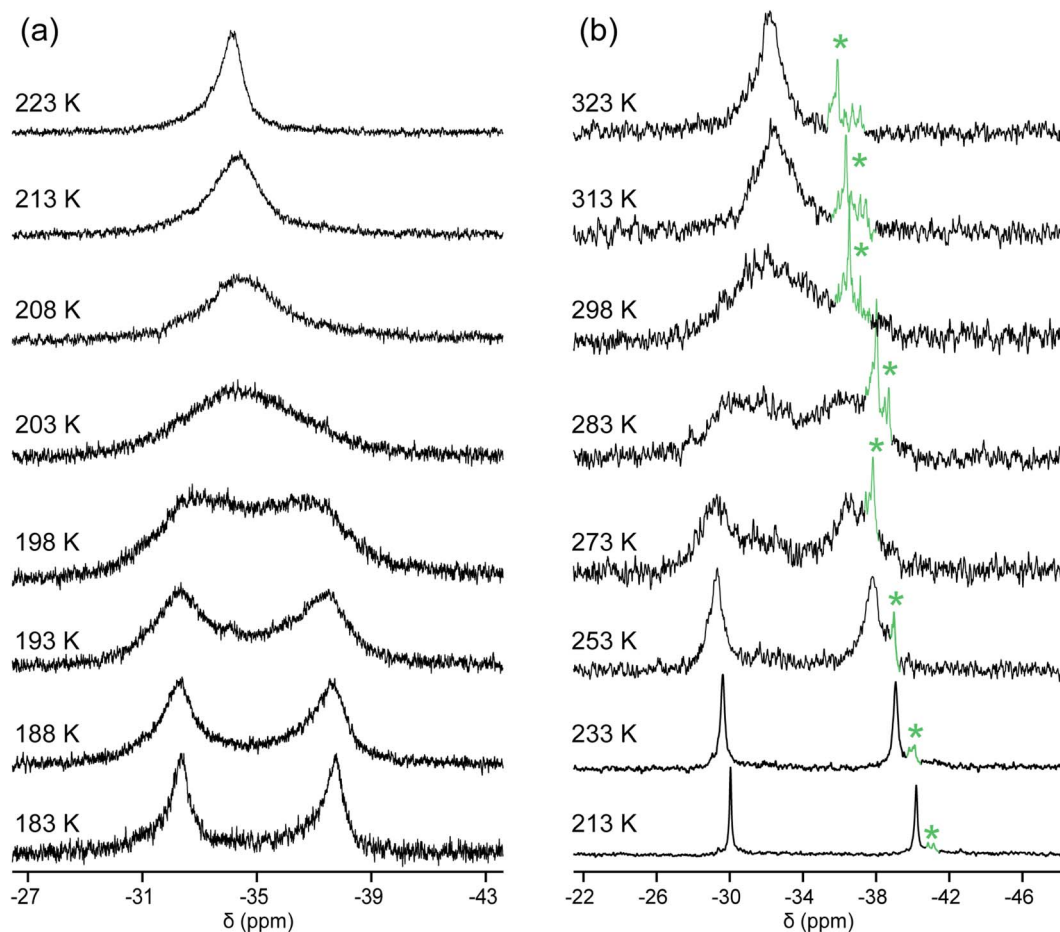 (a)
223 K
213 K
208 K
203 K
198 K
193 K
188 K
183 K
-27 -31 -35 -39 -43
δ (ppm)
(b)
323 K
*
313 K
*
298 K
*
283 K
*
273 K
*
253 K
*
233 K
*
213 K
*
-22 -26 -30 -34 -38 -42 -46
δ (ppm)